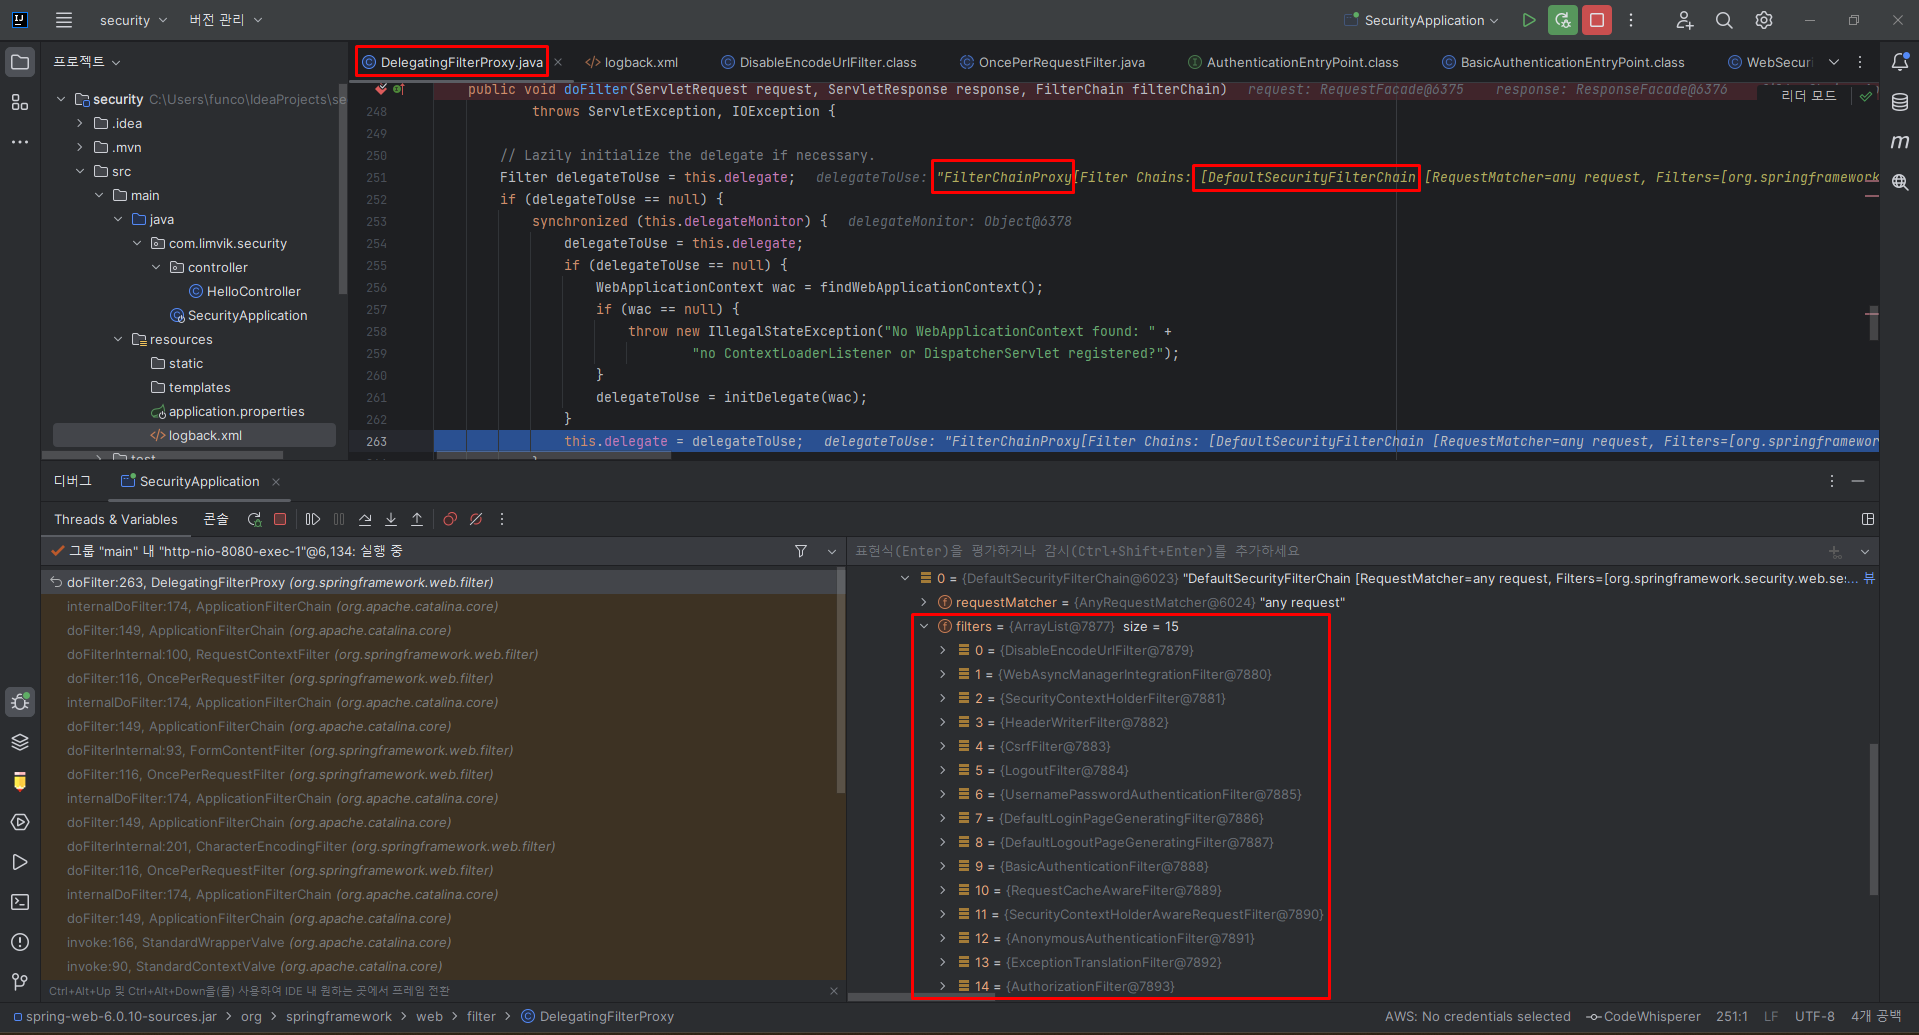 security 버전 관리 SecurityApplication
프로젝트
DelegatingFilterProxy.java logback.xml DisableEncodeUrlFilter.class OncePerRequestFilter.java AuthenticationEntryPoint.class BasicAuthenticationEntryPoint.class WebSecuri
security C:\Users\funco\IdeaProjects\se
.idea
.mvn
src
main
java
com.limvik.security
controller
HelloController
SecurityApplication
resources
static
templates
application.properties
logback.xml
test
리더 모드
public void doFilter(ServletRequest request, ServletResponse response, FilterChain filterChain) request: RequestFacade@6375 response: ResponseFacade@6376
248 throws ServletException, IOException {
249
250 // Lazily initialize the delegate if necessary.
251 Filter delegateToUse = this.delegate; delegateToUse: "FilterChainProxy[Filter Chains: [DefaultSecurityFilterChain [RequestMatcher=any request, Filters=[org.springframework
252 if (delegateToUse == null) {
253 synchronized (this.delegateMonitor) { delegateMonitor: Object@6378
254 delegateToUse = this.delegate;
255 if (delegateToUse == null) {
256 WebApplicationContext wac = findWebApplicationContext();
257 if (wac == null) {
258 throw new IllegalStateException("No WebApplicationContext found: " +
259 "no ContextLoaderListener or DispatcherServlet registered?");
260 }
261 delegateToUse = initDelegate(wac);
262 }
263 this.delegate = delegateToUse; delegateToUse: "FilterChainProxy[Filter Chains: [DefaultSecurityFilterChain [RequestMatcher=any request, Filters=[org.springframewor
디버그 SecurityApplication
Threads & Variables 콘솔
그룹 "main" 내 "http-nio-8080-exec-1"@6,134: 실행 중
doFilter:263, DelegatingFilterProxy (org.springframework.web.filter)
internalDoFilter:174, ApplicationFilterChain (org.apache.catalina.core)
doFilter:149, ApplicationFilterChain (org.apache.catalina.core)
doFilterInternal:100, RequestContextFilter (org.springframework.web.filter)
doFilter:116, OncePerRequestFilter (org.springframework.web.filter)
internalDoFilter:174, ApplicationFilterChain (org.apache.catalina.core)
doFilter:149, ApplicationFilterChain (org.apache.catalina.core)
doFilterInternal:93, FormContentFilter (org.springframework.web.filter)
doFilter:116, OncePerRequestFilter (org.springframework.web.filter)
internalDoFilter:174, ApplicationFilterChain (org.apache.catalina.core)
doFilter:149, ApplicationFilterChain (org.apache.catalina.core)
doFilterInternal:201, CharacterEncodingFilter (org.springframework.web.filter)
doFilter:116, OncePerRequestFilter (org.springframework.web.filter)
internalDoFilter:174, ApplicationFilterChain (org.apache.catalina.core)
doFilter:149, ApplicationFilterChain (org.apache.catalina.core)
invoke:166, StandardWrapperValve (org.apache.catalina.core)
invoke:90, StandardContextValve (org.apache.catalina.core)
Ctrl+Alt+Up 및 Ctrl+Alt+Down을(를) 사용하여 IDE 내 원하는 곳에서 프레임 전환
표현식(Enter)을 평가하거나 감시(Ctrl+Shift+Enter)를 추가하세요
0 = {DefaultSecurityFilterChain@6023} "DefaultSecurityFilterChain [RequestMatcher=any request, Filters=[org.springframework.security.web.se:... 뷰
requestMatcher = {AnyRequestMatcher@6024} "any request"
filters = {ArrayList@7877} size = 15
0 = {DisableEncodeUrlFilter@7879}
1 = {WebAsyncManagerIntegrationFilter@7880}
2 = {SecurityContextHolderFilter@7881}
3 = {HeaderWriterFilter@7882}
4 = {CsrfFilter@7883}
5 = {LogoutFilter@7884}
6 = {UsernamePasswordAuthenticationFilter@7885}
7 = {DefaultLoginPageGeneratingFilter@7886}
8 = {DefaultLogoutPageGeneratingFilter@7887}
9 = {BasicAuthenticationFilter@7888}
10 = {RequestCacheAwareFilter@7889}
11 = {SecurityContextHolderAwareRequestFilter@7890}
12 = {AnonymousAuthenticationFilter@7891}
13 = {ExceptionTranslationFilter@7892}
14 = {AuthorizationFilter@7893}
spring-web-6.0.10-sources.jar > org > springframework > web > filter > DelegatingFilterProxy
AWS: No credentials selected CodeWhisperer 251:1 LF UTF-8 4개 공백